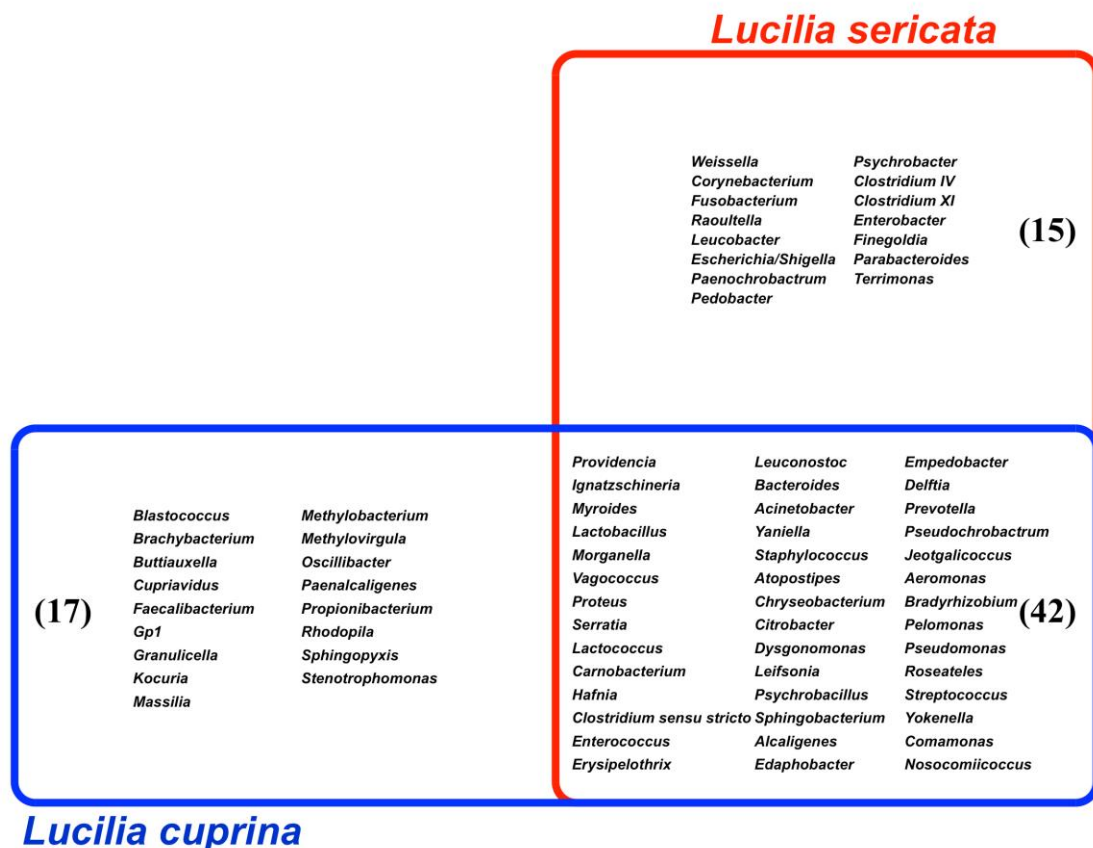 Lucilia sericata
Weissella Psychrobacter
Corynebacterium Clostridium IV
Fusobacterium Clostridium XI
Raoultella Enterobacter
(15)
Leucobacter Finegoldia
Escherichia/Shigella Parabacteroides
Paenochrobactrum Terrimonas
Pedobacter
Providencia Leuconostoc Empedobacter
Ignatzschineria Bacteroides Delftia
Myroides Acinetobacter Prevotella
Lactobacillus Yaniella Pseudochrobactrum
Morganella Staphylococcus Jeotgalicoccus
Vagococcus Atopostipes Aeromonas
Proteus Chryseobacterium Bradyrhizobium
(42)
Serratia Citrobacter Pelomonas
Lactococcus Dysgonomonas Pseudomonas
Carnobacterium Leifsonia Roseateles
Hafnia Psychrobacillus Streptococcus
Clostridium sensu stricto Sphingobacterium Yokenella
Enterococcus Alcaligenes Comamonas
Erysipelothrix Edaphobacter Nosocomiicoccus
Blastococcus Methylobacterium
Brachybacterium Methylovirgula
Buttiauxella Oscillibacter
Cupriavidus Paenalcaligenes
(17)
Faecalibacterium Propionibacterium
Gp1 Rhodopila
Granulicella Sphingopyxis
Kocuria Stenotrophomonas
Massilia
Lucilia cuprina